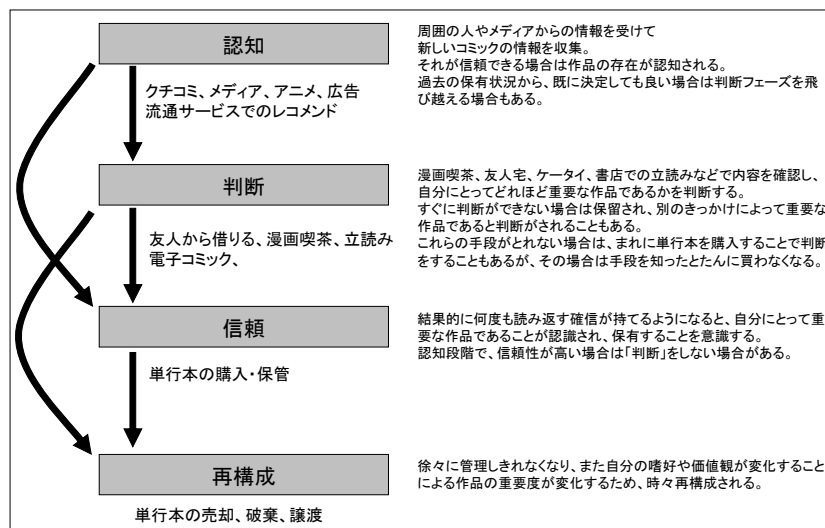 認知
周囲の人やメディアからの情報を受けて
新しいコミックの情報を収集。
それが信頼できる場合は作品の存在が認知される。
過去の保有状況から、既に決定しても良い場合は判断フェーズを飛
び越える場合もある。
クチコミ、メディア、アニメ、広告
流通サービスでのレコメンド
判断
漫画喫茶、友人宅、ケータイ、書店での立読みなどで内容を確認し、
自分にとってどれほど重要な作品であるかを判断する。
すぐに判断ができない場合は保留され、別のきっかけによって重要な
作品であると判断がされることもある。
これらの手段がとれない場合は、まれに単行本を購入することで判断
をすることもあるが、その場合は手段を知ったとたんに買わなくなる。
友人から借りる、漫画喫茶、立読み
電子コミック、
信頼
結果的に何度も読み返す確信が持てるようになると、自分にとって重
要な作品であることが認識され、保有することを意識する。
認知段階で、信頼性が高い場合は「判断」をしない場合がある。
単行本の購入・保管
再構成
徐々に管理しきれなくなり、また自分の嗜好や価値観が変化すること
による作品の重要度が変化するため、時々再構成される。
単行本の売却、破棄、譲渡